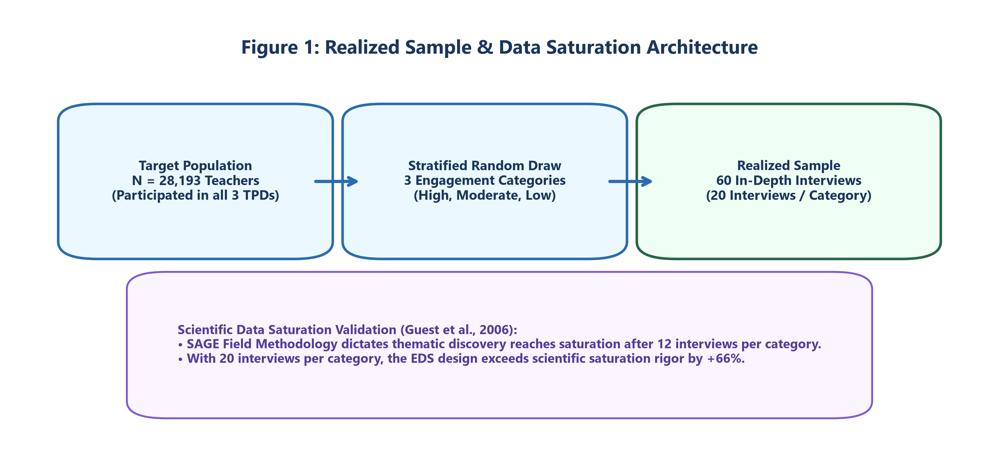 Figure 1: Realized Sample & Data Saturation Architecture
Target Population
N = 28,193 Teachers
(Participated in all 3 TPDs)
Stratified Random Draw
3 Engagement Categories
(High, Moderate, Low)
Realized Sample
60 In-Depth Interviews
(20 Interviews / Category)
Scientific Data Saturation Validation (Guest et al., 2006):
• SAGE Field Methodology dictates thematic discovery reaches saturation after 12 interviews per category.
• With 20 interviews per category, the EDS design exceeds scientific saturation rigor by +66%.